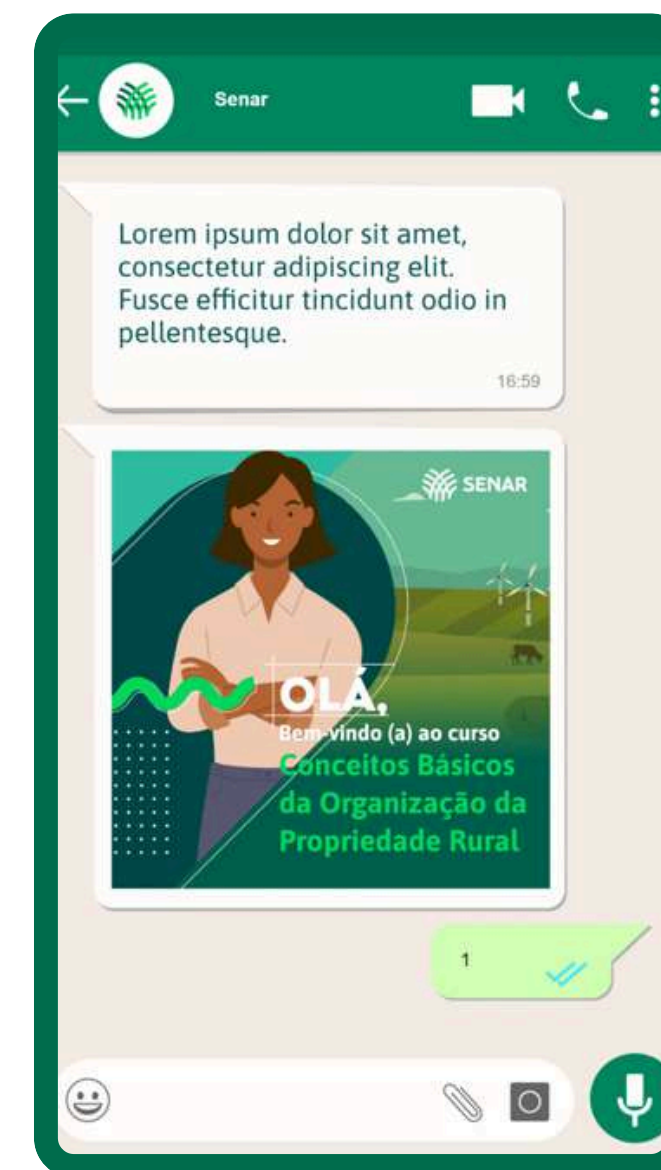 Senar
Lorem ipsum dolor sit amet,
consectetur adipiscing elit.
Fusce efficitur tincidunt odio in
pellentesque.
16:59
SENAR
OLÁ,
Bem-vindo (a) ao curso
Conceitos Básicos
da Organização da
Propriedade Rural
1